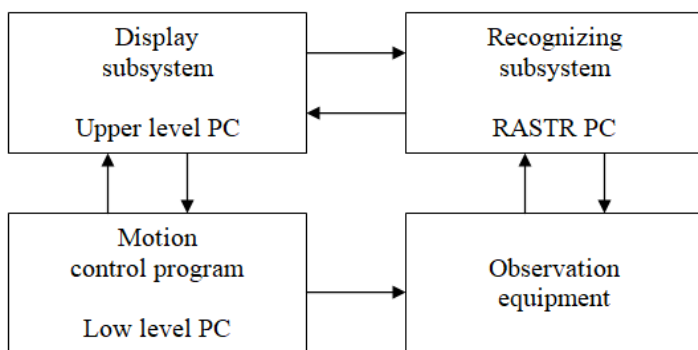 Display
subsystem
Upper level PC
Recognizing
subsystem
RASTR PC
Motion
control program
Low level PC
Observation
equipment